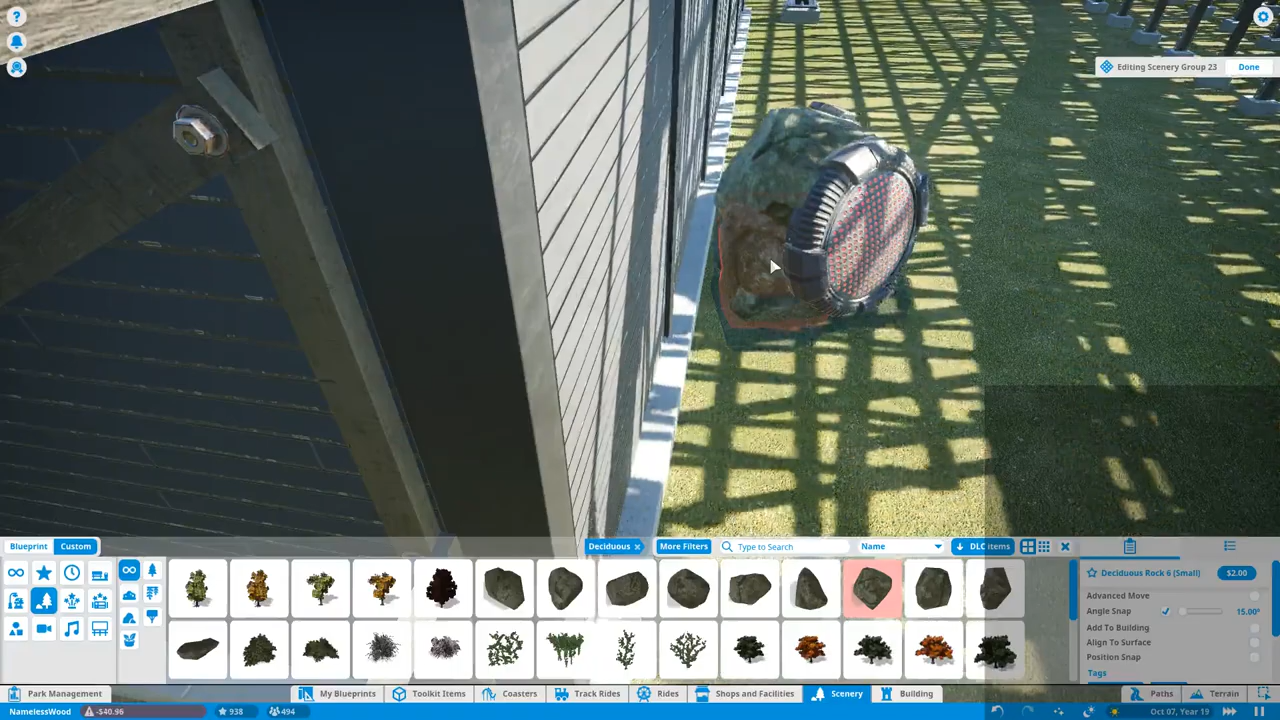 ?
Editing Scenery Group 23 Done
Blueprint Custom Deciduous × More Filters Type to Search Name DLC items
Deciduous Rock 6 (Small) $2.00
Advanced Move
Angle Snap 15.00°
Add To Building
Align To Surface
Position Snap
Tags
Park Management My Blueprints Toolkit Items Coasters Track Rides Rides Shops and Facilities Scenery Building Paths Terrain
NamelessWood -$40.96 938 494 Oct 07, Year 19